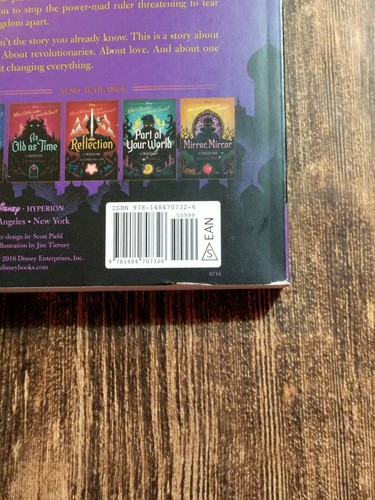 on to stop the power-mad ruler threatening to tear
gdom apart.
n't the story you already know. This is a story about
About revolutionaries. About love. And about one
t changing everything.
ALSO AVAILABLE
As
Old as Time
Reflection
Part of
Your World
Mirror, Mirror
Disney • HYPERION
Angeles • New York
r design by Scott Piehl
llustration by Jim Tierney
© 2016 Disney Enterprises, Inc.
disneybooks.com
ISBN 978-148470732-6
50999
9 781484 707326
S
EAN
0716